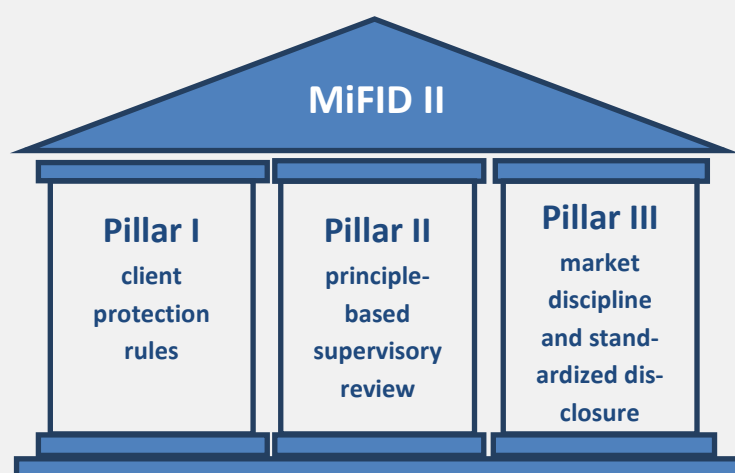 MiFID II
Pillar I
client
protection
rules
Pillar II
principle-
based
supervisory
review
Pillar III
market
discipline
and stand-
ardized dis-
closure